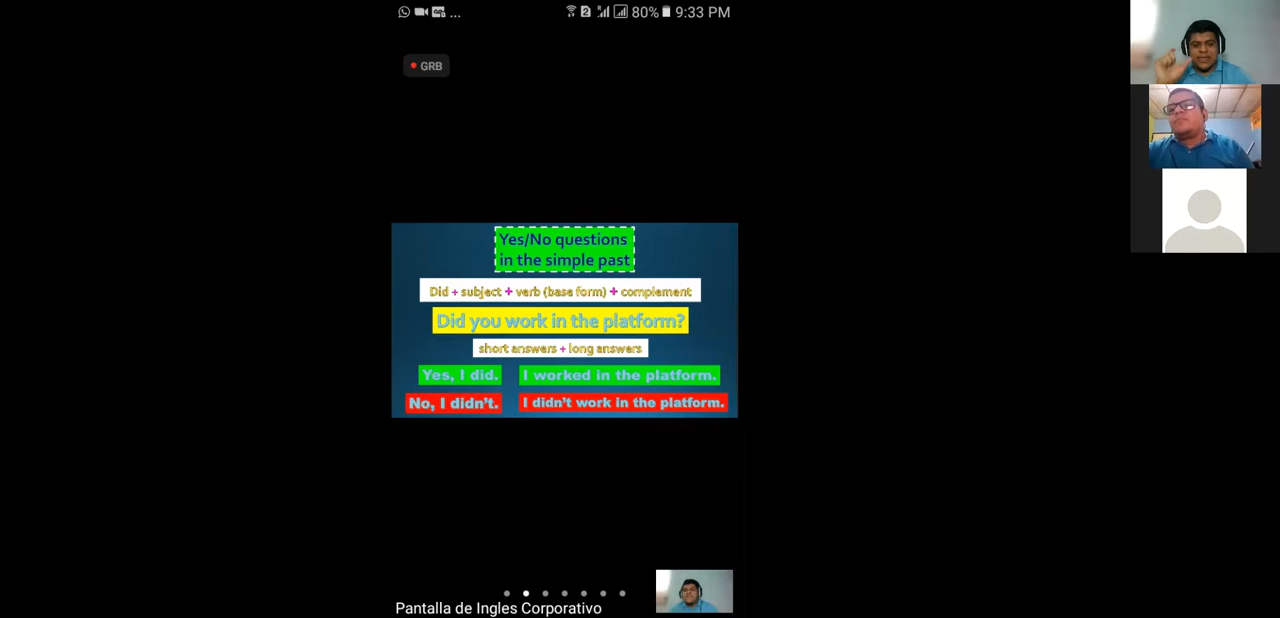 ... 80% 9:33 PM
GRB
Yes/No questions
in the simple past
Did + subject + verb (base form) + complement
Did you work in the platform?
short answers + long answers
Yes, I did. I worked in the platform.
No, I didn't. I didn't work in the platform.
Pantalla de Ingles Corporativo